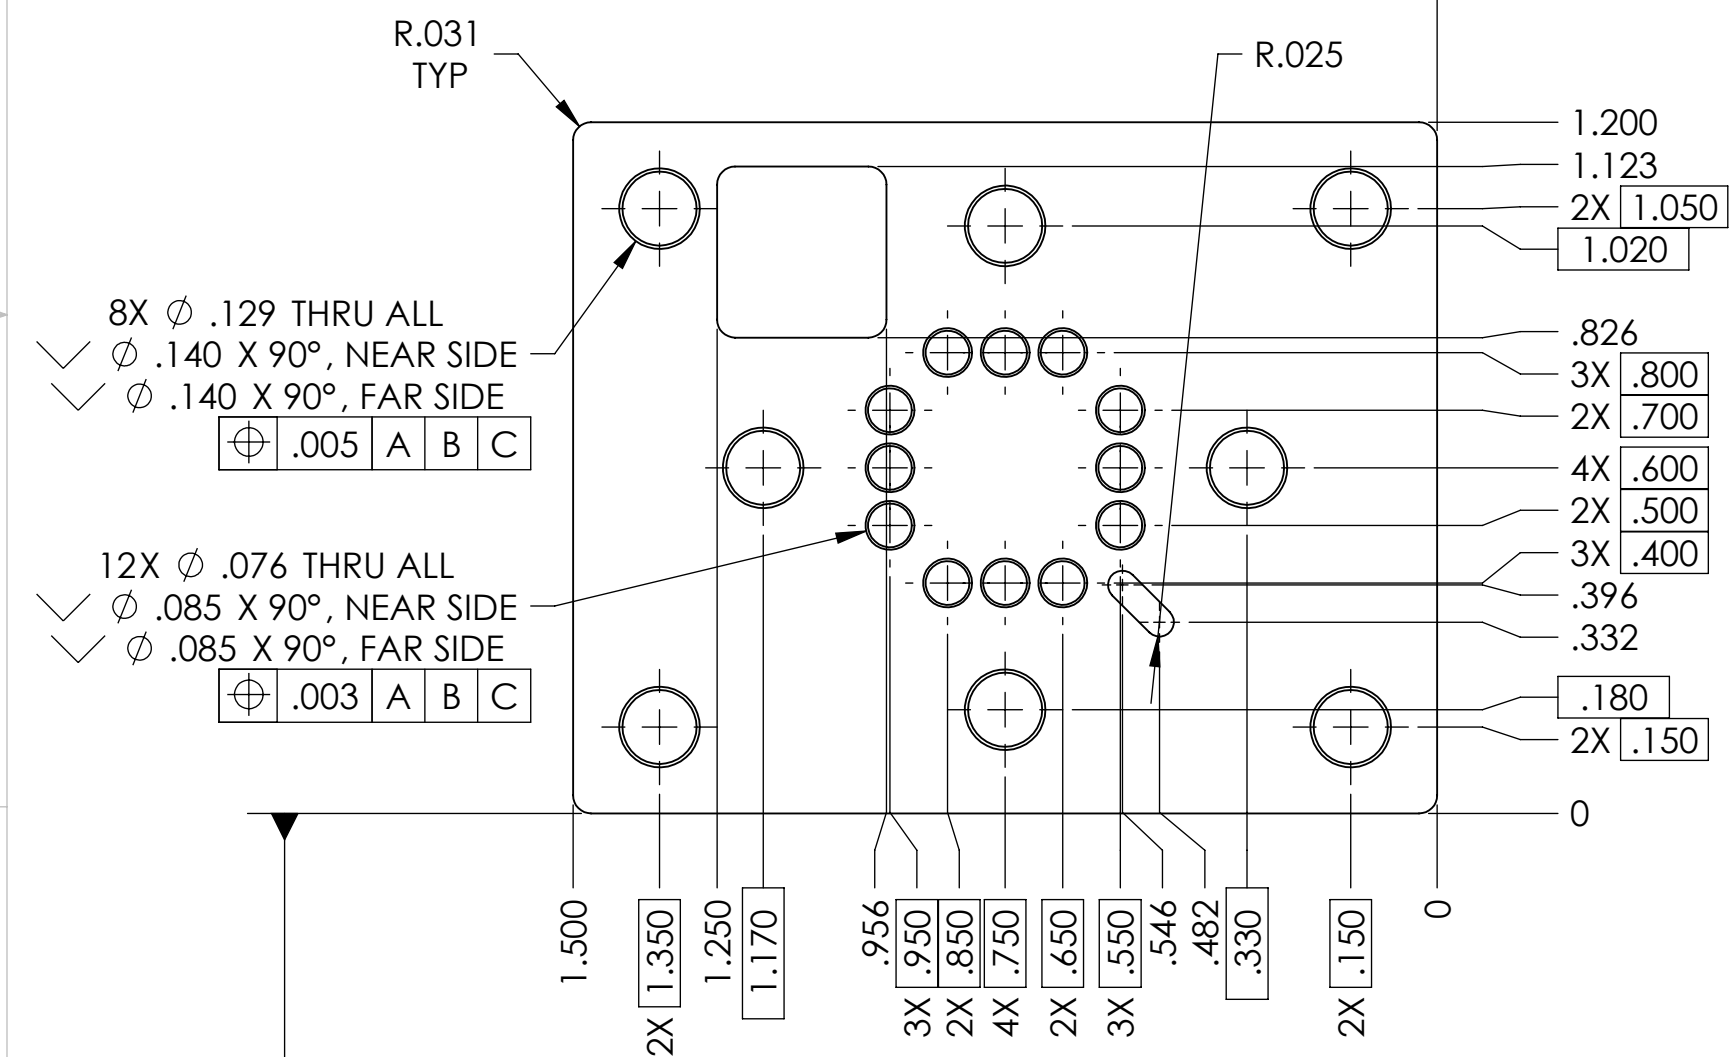 R.031
TYP
R.025
1.200
1.123
2X 1.050
1.020
8X ∅ .129 THRU ALL
⌵ ∅ .140 X 90°, NEAR SIDE
⌵ ∅ .140 X 90°, FAR SIDE
⌖ .005 A B C
.826
3X .800
2X .700
4X .600
2X .500
3X .400
.396
.332
12X ∅ .076 THRU ALL
⌵ ∅ .085 X 90°, NEAR SIDE
⌵ ∅ .085 X 90°, FAR SIDE
⌖ .003 A B C
.180
2X .150
0
1.500
2X 1.350
1.250
1.170
.956
3X .950
2X .850
4X .750
2X .650
3X .550
.546
.482
.330
2X .150
0